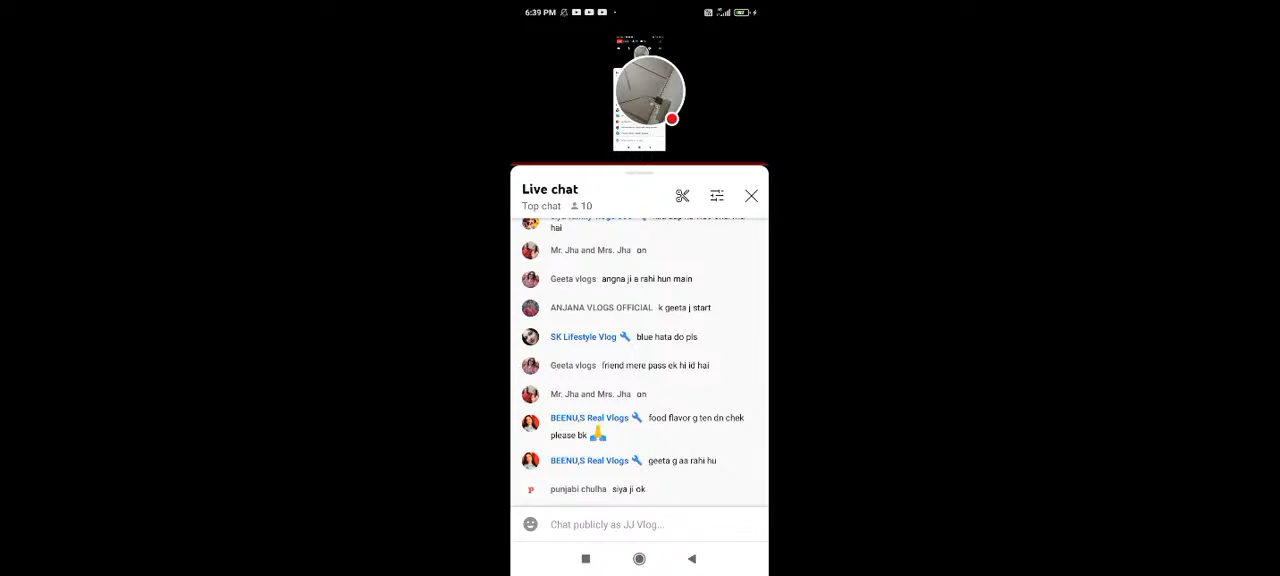 6:39 PM
Live chat
Top chat 10
hai
Mr. Jha and Mrs. Jha on
Geeta vlogs angna ji a rahi hun main
ANJANA VLOGS OFFICIAL k geeta j start
SK Lifestyle Vlog blue hata do pls
Geeta vlogs friend mere pass ek hi id hai
Mr. Jha and Mrs. Jha on
BEENU,S Real Vlogs food flavor g ten dn chek
please bk 🙏
BEENU,S Real Vlogs geeta g aa rahi hu
P punjabi chulha siya ji ok
Chat publicly as JJ Vlog...